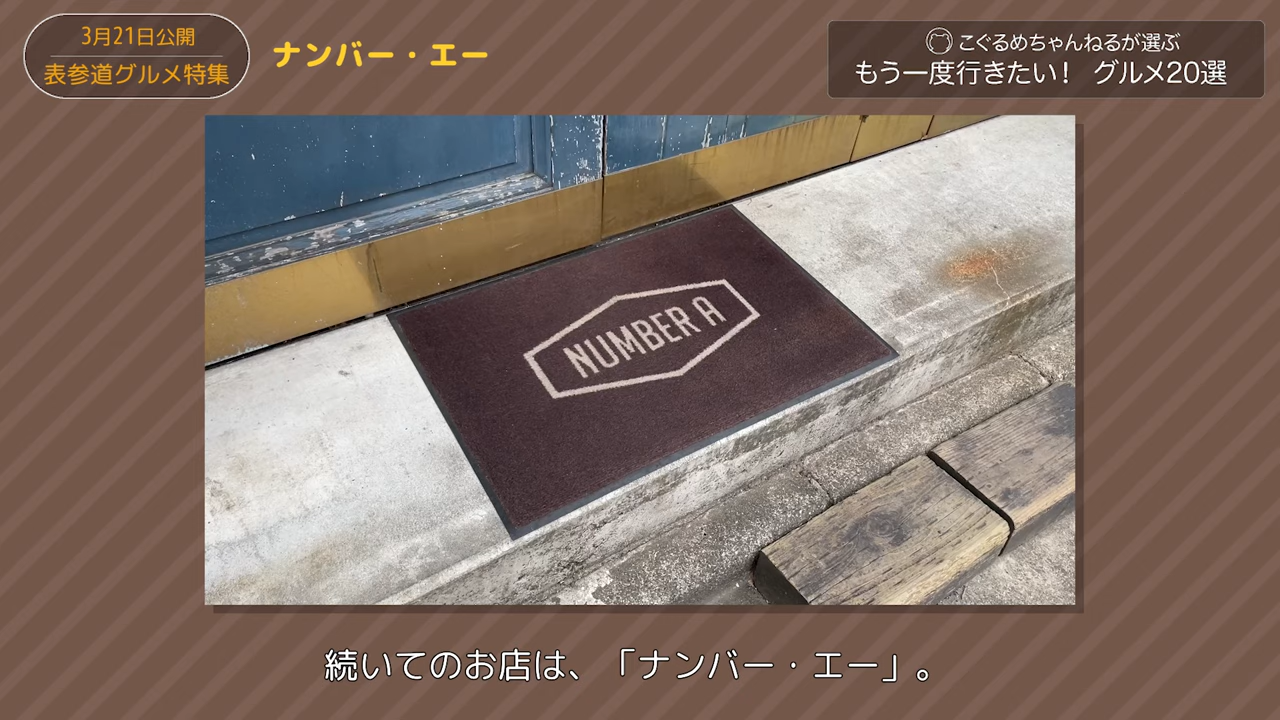 3月21日公開
表参道グルメ特集
ナンバー・エー
こぐるめちゃんねるが選ぶ
もう一度行きたい! グルメ20選
NUMBER A
続いてのお店は、「ナンバー・エー」。